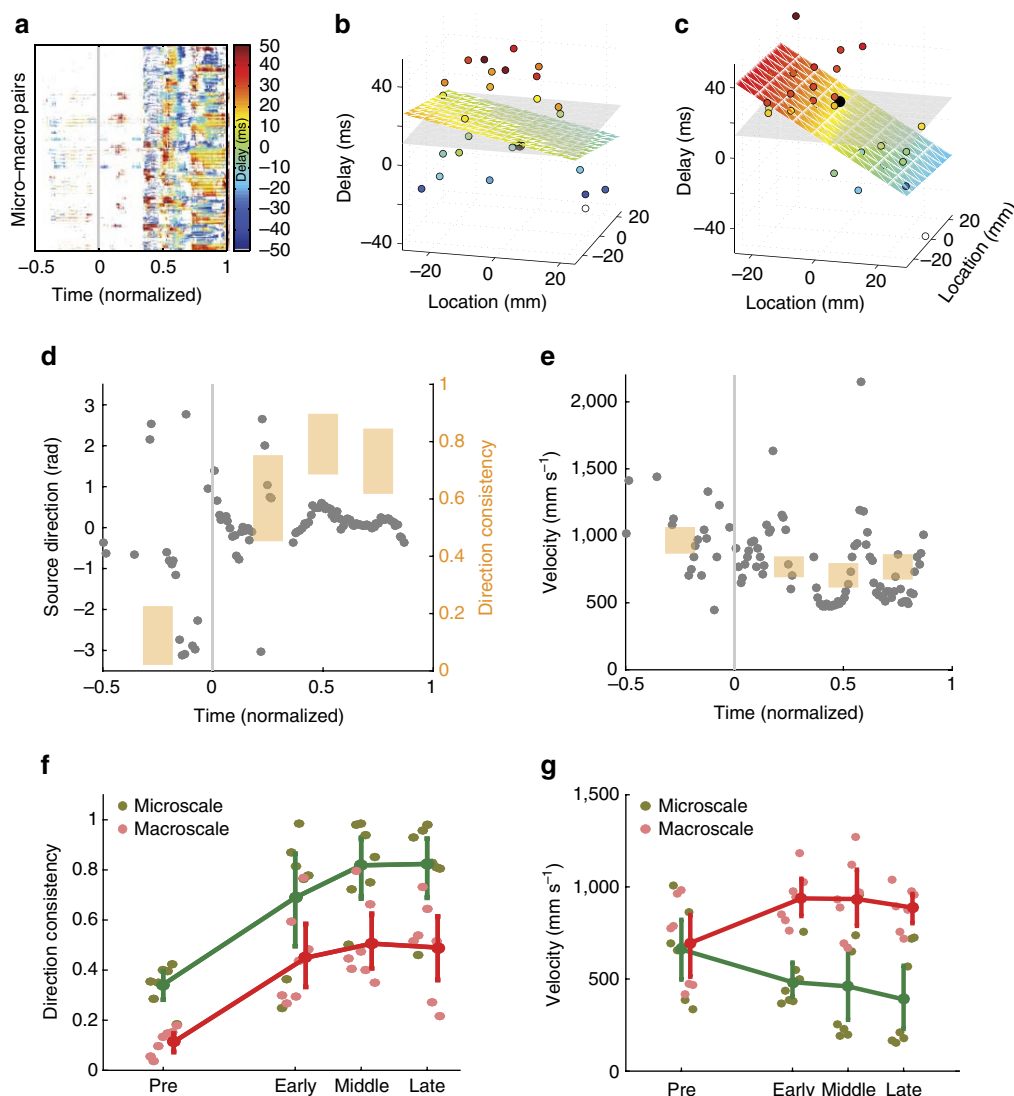 a
Micro–macro pairs
50
40
30
20
10
0
−10
−20
−30
−40
−50
Delay (ms)
−0.5
0
0.5
1
Time (normalized)
b
Delay (ms)
40
0
−40
−20
0
20
Location (mm)
20
0
−20
c
Delay (ms)
40
0
−40
−20
0
20
Location (mm)
20
0
−20
Location (mm)
d
Source direction (rad)
3
2
1
0
−1
−2
−3
1
0.8
0.6
0.4
0.2
0
Direction consistency
−0.5
0
0.5
1
Time (normalized)
e
Velocity (mm s−1)
2,000
1,500
1,000
500
0
−0.5
0
0.5
1
Time (normalized)
f
Microscale
Macroscale
Direction consistency
1
0.8
0.6
0.4
0.2
0
Pre
Early
Middle
Late
g
Microscale
Macroscale
Velocity (mm s−1)
1,500
1,000
500
0
Pre
Early
Middle
Late